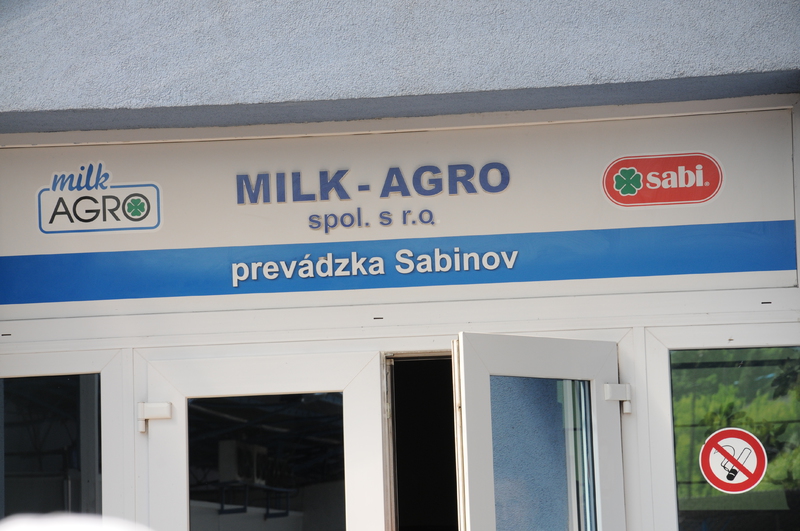 milk
AGRO
MILK - AGRO
spol. s r.o.
sabi®
prevádzka Sabinov